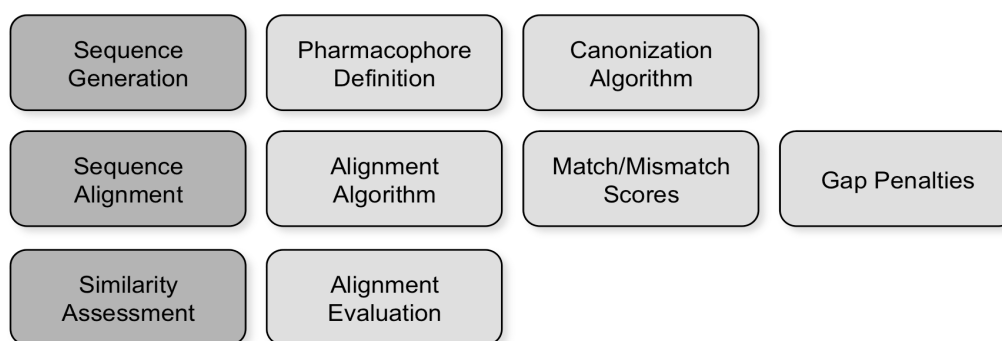 Sequence
Generation
Pharmacophore
Definition
Canonization
Algorithm
Sequence
Alignment
Alignment
Algorithm
Match/Mismatch
Scores
Gap Penalties
Similarity
Assessment
Alignment
Evaluation